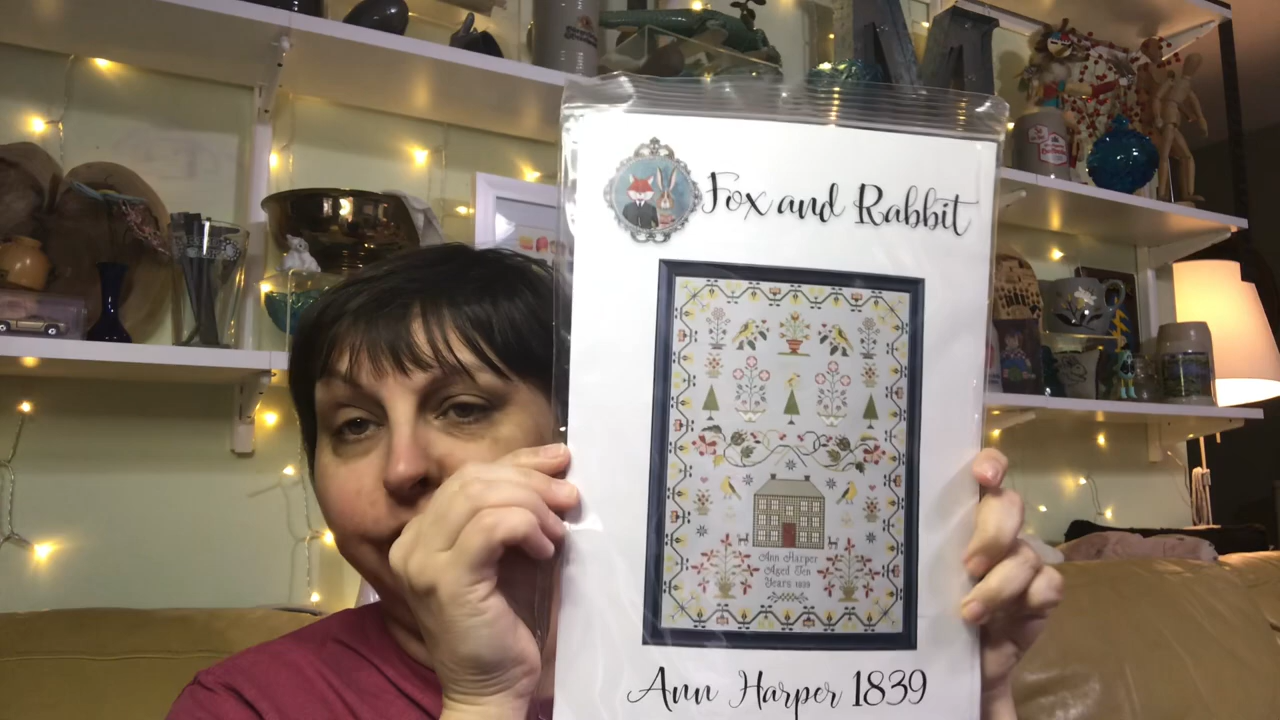 Fox and Rabbit
Ann Harper
Aged Ten
Years 1839
Ann Harper 1839